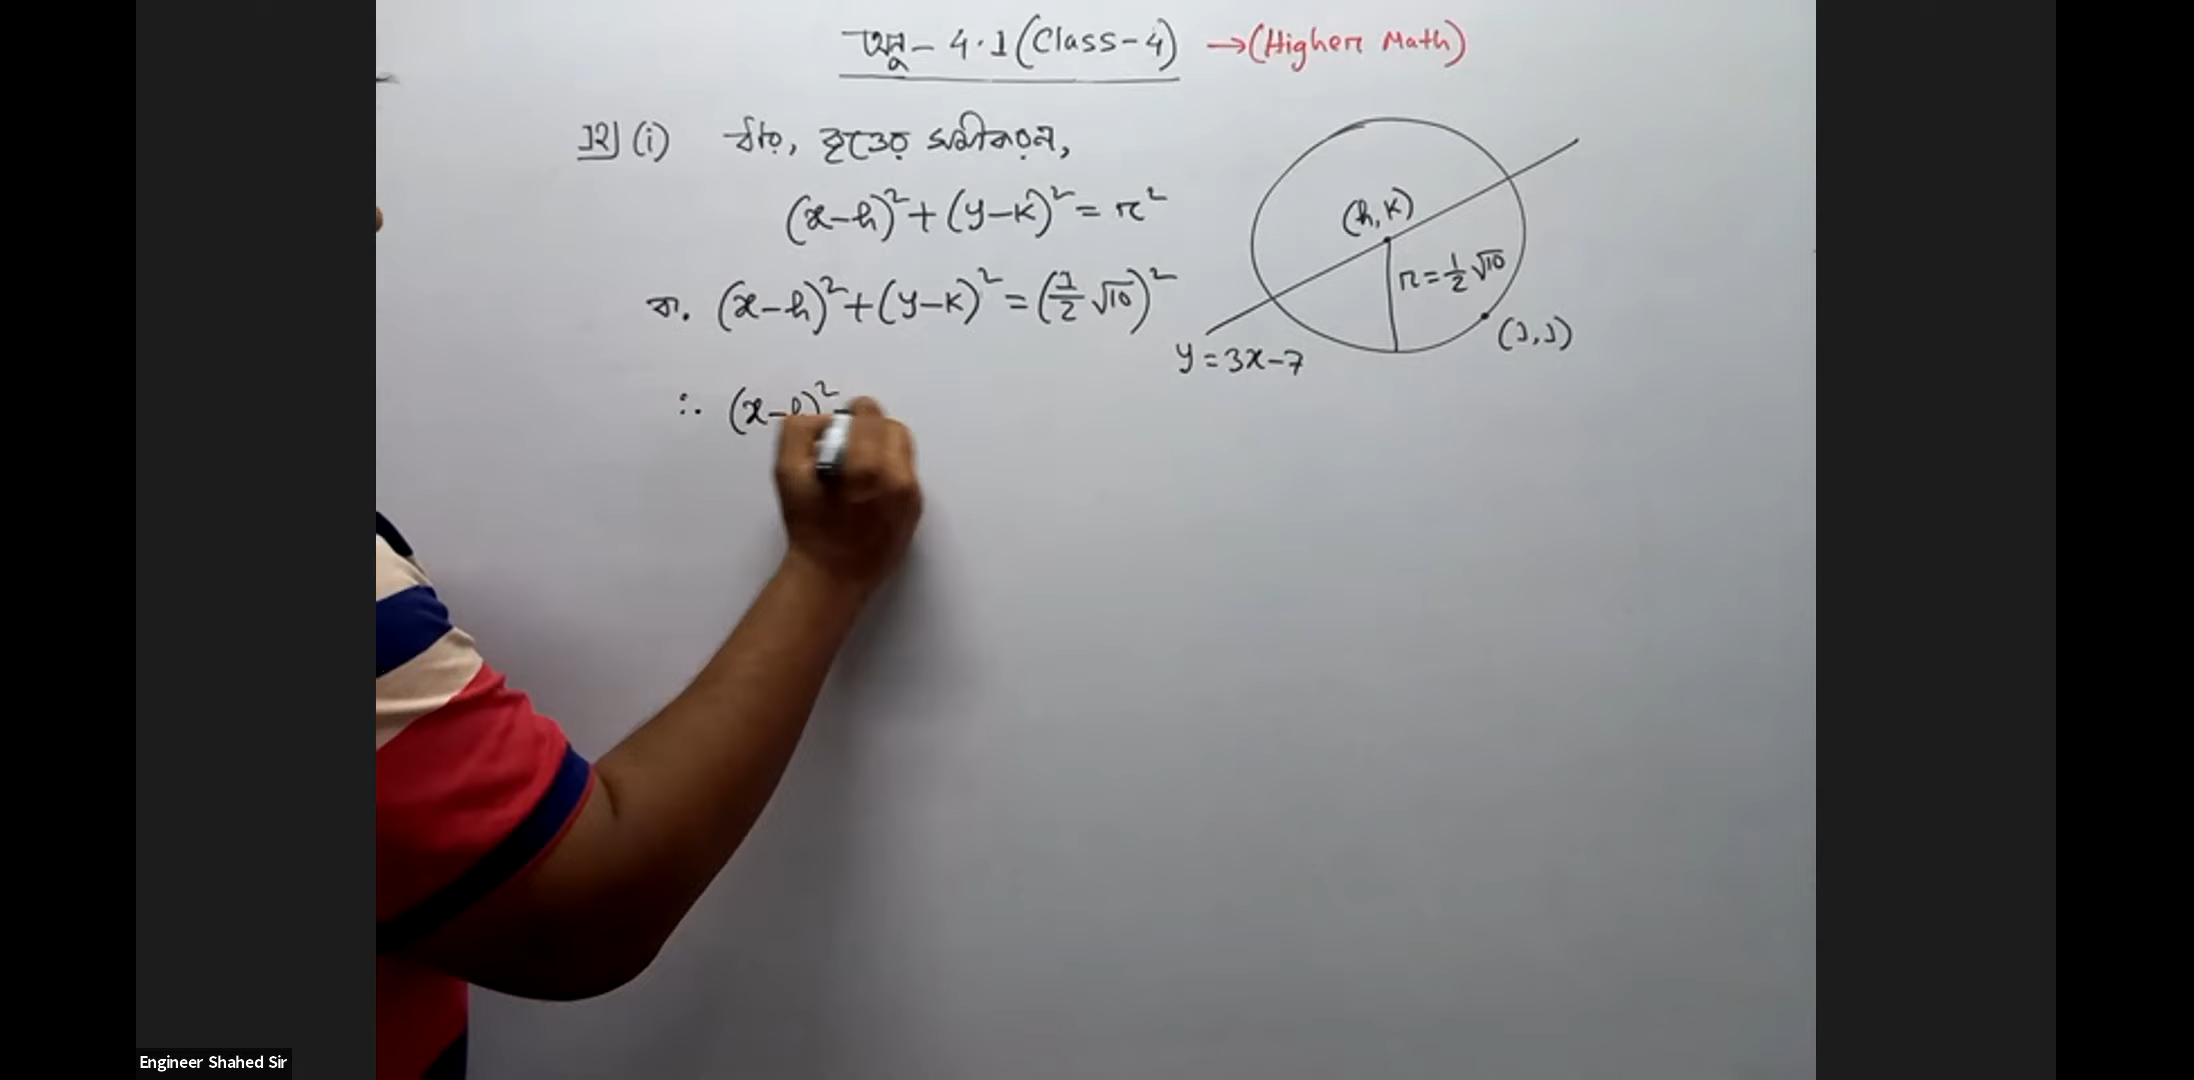 অনু- 4.1 (Class-4) →(Higher Math)
১২| (i) ধরি, বৃত্তের সমীকরন,
(x-h)²+(y-k)²= r²
বা, (x-h)²+(y-k)²=(1/2 √10)²
∴ (x-h)²
(h,k)
r=1/2 √10
(1,1)
y=3x-7
Engineer Shahed Sir